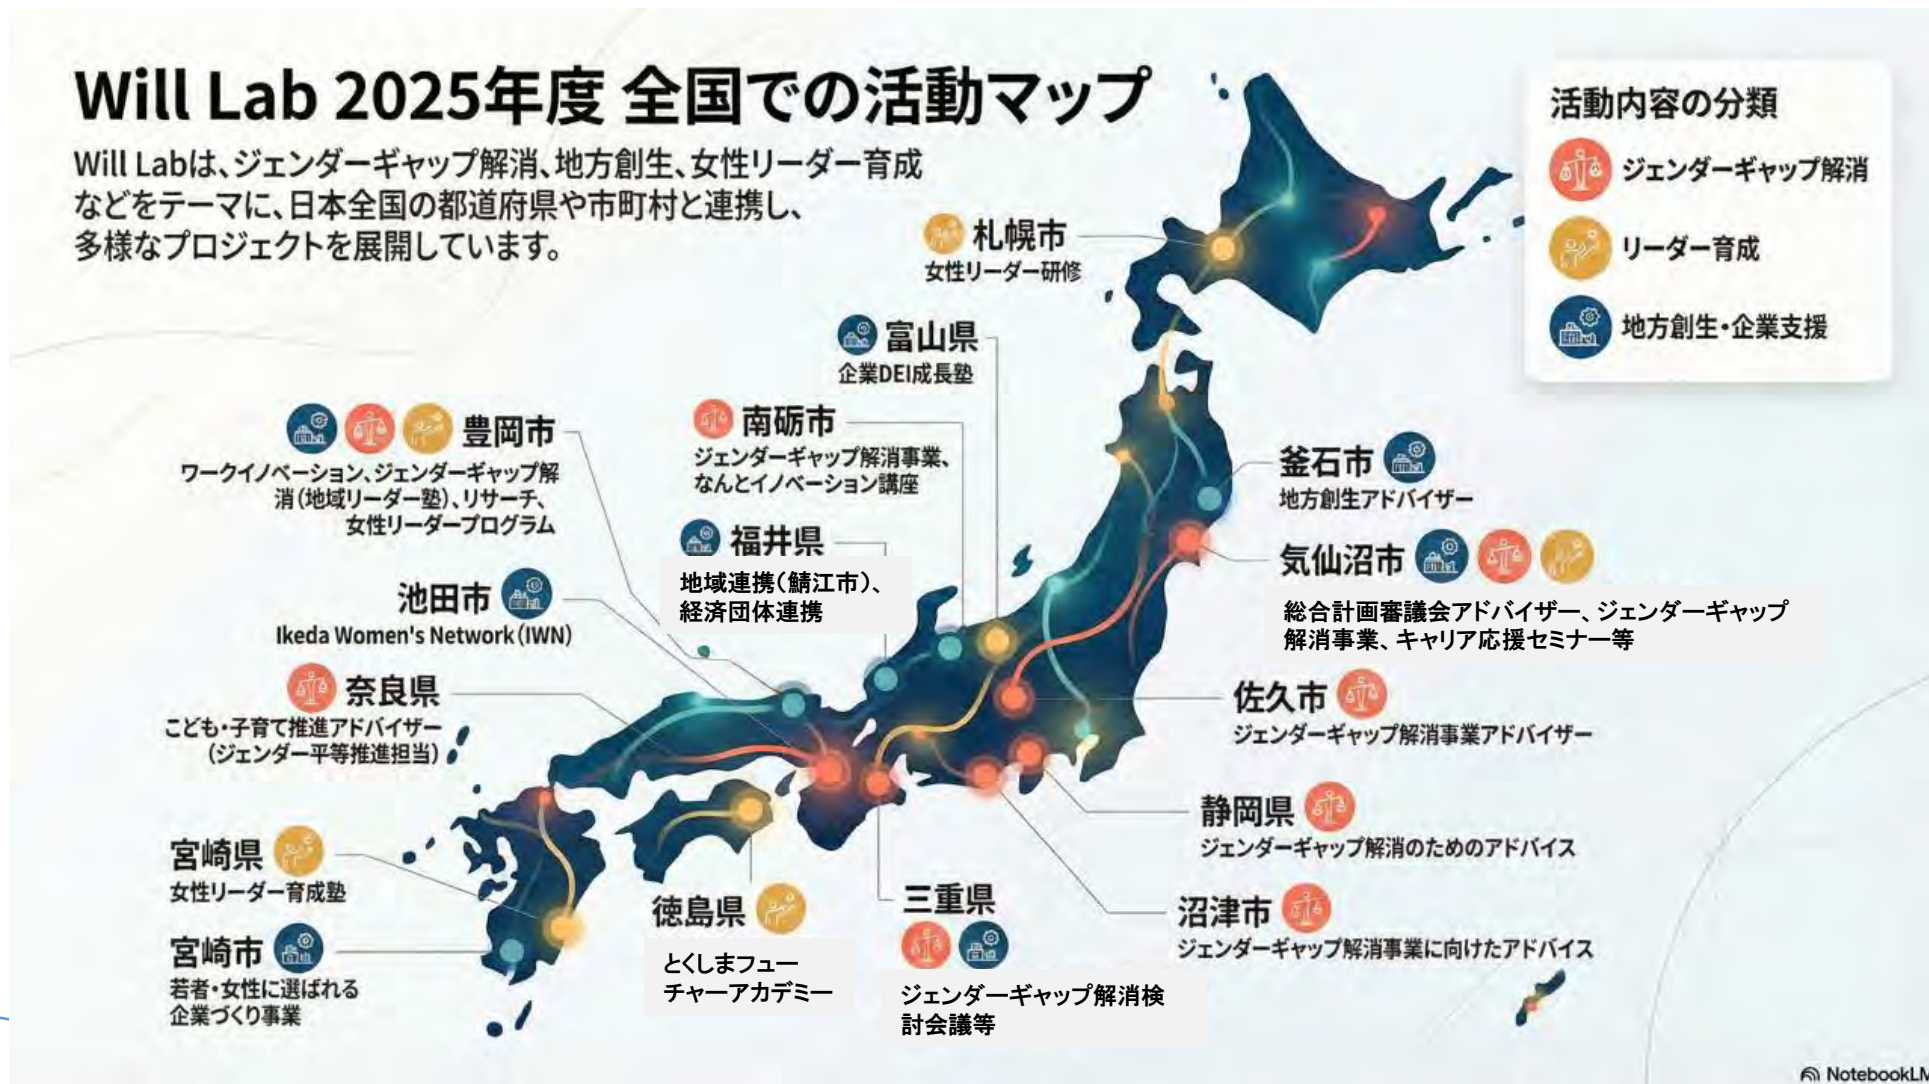 Will Lab 2025年度 全国での活動マップ
Will Labは、ジェンダーギャップ解消、地方創生、女性リーダー育成
などをテーマに、日本全国の都道府県や市町村と連携し、
多様なプロジェクトを展開しています。
活動内容の分類
ジェンダーギャップ解消
リーダー育成
地方創生・企業支援
札幌市
女性リーダー研修
富山県
企業DEI成長塾
南砺市
ジェンダーギャップ解消事業、
なんとイノベーション講座
豊岡市
ワークイノベーション、ジェンダーギャップ解
消（地域リーダー塾）、リサーチ、
女性リーダープログラム
福井県
地域連携（鯖江市）、
経済団体連携
池田市
Ikeda Women's Network（IWN）
奈良県
こども・子育て推進アドバイザー
（ジェンダー平等推進担当）
宮崎県
女性リーダー育成塾
宮崎市
若者・女性に選ばれる
企業づくり事業
徳島県
とくしまフュー
チャーアカデミー
三重県
ジェンダーギャップ解消検
討会議等
釜石市
地方創生アドバイザー
気仙沼市
総合計画審議会アドバイザー、ジェンダーギャップ
解消事業、キャリア応援セミナー等
佐久市
ジェンダーギャップ解消事業アドバイザー
静岡県
ジェンダーギャップ解消のためのアドバイス
沼津市
ジェンダーギャップ解消事業に向けたアドバイス
NotebookLM